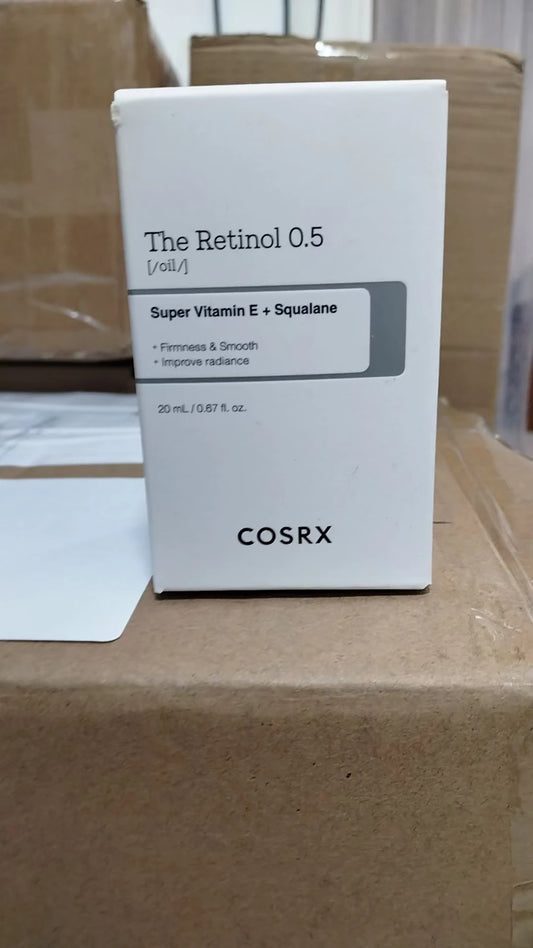 The Retinol 0.5
[/oil/]
Super Vitamin E + Squalane
• Firmness & Smooth
• Improve radiance
20 mL / 0.67 fl. oz.
COSRX